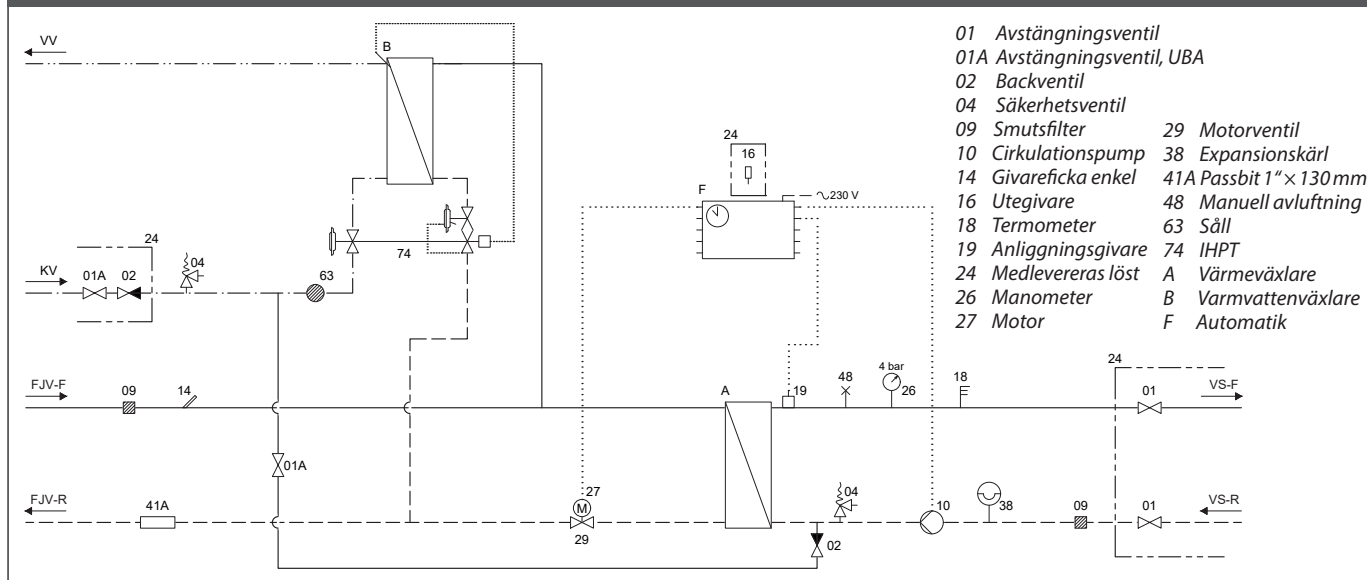 VV
B
01 Avstängningsventil
01A Avstängningsventil, UBA
02 Backventil
04 Säkerhetsventil
09 Smutsfilter
10 Cirkulationspump
14 Givareficka enkel
16 Utegivare
18 Termometer
19 Anliggningsgivare
24 Medlevereras löst
26 Manometer
27 Motor
29 Motorventil
38 Expansionskärl
41A Passbit 1“ × 130 mm
48 Manuell avluftning
63 Såll
74 IHPT
A Värmeväxlare
B Varmvattenväxlare
F Automatik
24
16
F
230 V
24
74
KV
01A
02
04
63
24
FJV-F
09
14
A
19
48
4 bar
26
18
01
VS-F
01A
FJV-R
41A
27
M
29
04
10
38
09
01
VS-R
02